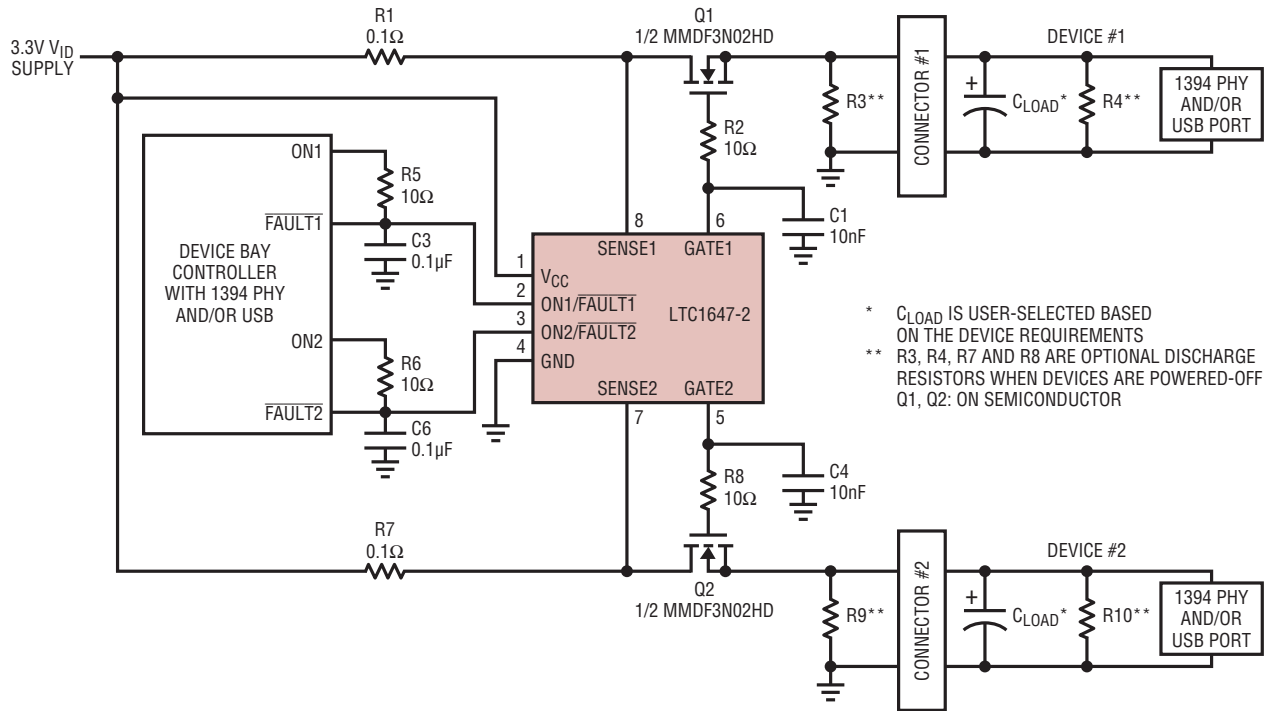 R1
0.1Ω
Q1
1/2 MMDF3N02HD
3.3V VID
SUPPLY
CONNECTOR #1
DEVICE #1
R3**
+
CLOAD*
R4**
1394 PHY
AND/OR
USB PORT
R2
10Ω
ON1
R5
10Ω
FAULT1
C3
0.1µF
DEVICE BAY
CONTROLLER
WITH 1394 PHY
AND/OR USB
ON2
R6
10Ω
FAULT2
C6
0.1µF
8
6
C1
10nF
SENSE1
GATE1
1
VCC
2
ON1/FAULT1
LTC1647-2
3
ON2/FAULT2
4
GND
SENSE2
GATE2
7
5
* CLOAD IS USER-SELECTED BASED
ON THE DEVICE REQUIREMENTS
** R3, R4, R7 AND R8 ARE OPTIONAL DISCHARGE
RESISTORS WHEN DEVICES ARE POWERED-OFF
Q1, Q2: ON SEMICONDUCTOR
R8
10Ω
C4
10nF
R7
0.1Ω
Q2
1/2 MMDF3N02HD
CONNECTOR #2
DEVICE #2
R9**
+
CLOAD*
R10**
1394 PHY
AND/OR
USB PORT